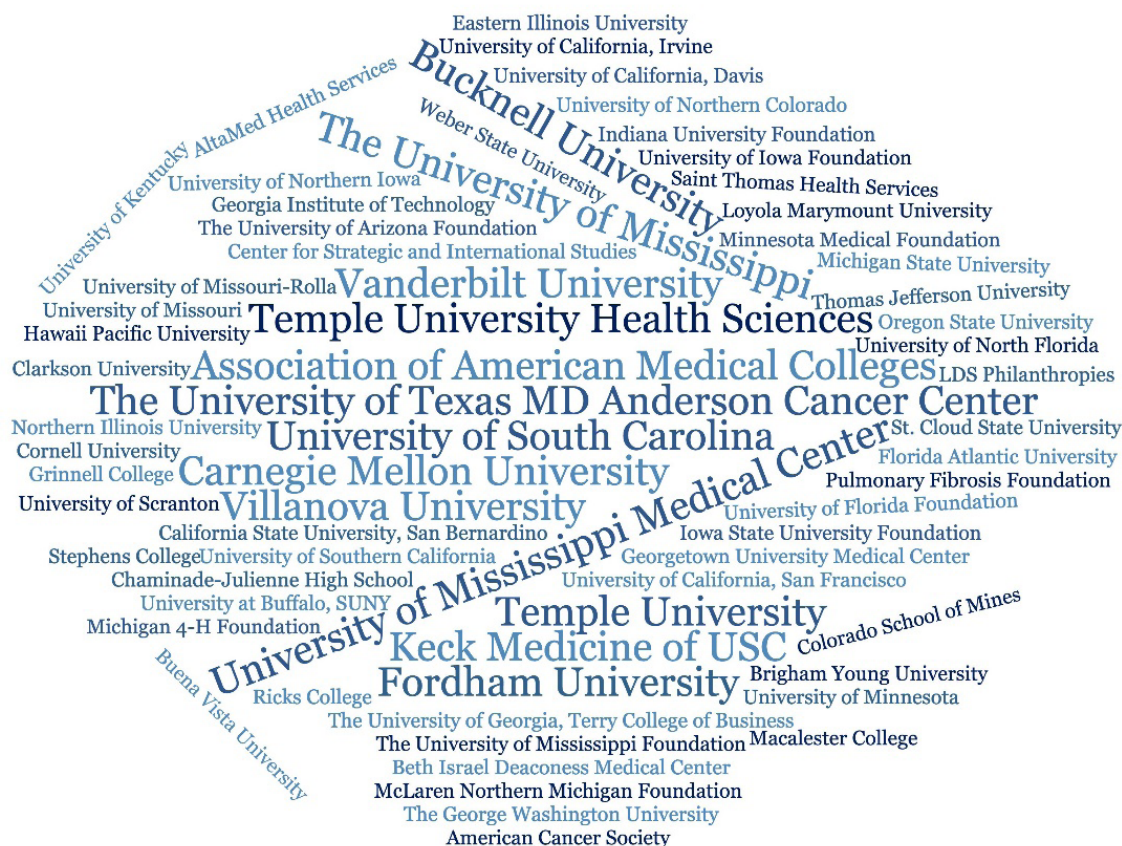 Eastern Illinois University
University of California, Irvine
Bucknell University
University of California, Davis
AltaMed Health Services
University of Northern Colorado
Weber State University
The University of Mississippi
Indiana University Foundation
University of Kentucky
University of Iowa Foundation
University of Northern Iowa
Saint Thomas Health Services
Georgia Institute of Technology
Loyola Marymount University
The University of Arizona Foundation
Minnesota Medical Foundation
Center for Strategic and International Studies
Michigan State University
University of Missouri-Rolla
Vanderbilt University
Thomas Jefferson University
University of Missouri
Temple University Health Sciences
Oregon State University
Hawaii Pacific University
University of North Florida
Clarkson University
Association of American Medical Colleges
LDS Philanthropies
The University of Texas MD Anderson Cancer Center
Northern Illinois University
University of South Carolina
St. Cloud State University
Cornell University
Florida Atlantic University
Grinnell College
Carnegie Mellon University
Pulmonary Fibrosis Foundation
University of Scranton
Villanova University
University of Florida Foundation
University of Mississippi Medical Center
California State University, San Bernardino
Iowa State University Foundation
Stephens College
University of Southern California
Georgetown University Medical Center
Chaminade-Julienne High School
University of California, San Francisco
University at Buffalo, SUNY
Temple University
Colorado School of Mines
Michigan 4-H Foundation
Keck Medicine of USC
Buena Vista University
Ricks College
Fordham University
Brigham Young University
University of Minnesota
The University of Georgia, Terry College of Business
The University of Mississippi Foundation
Macalester College
Beth Israel Deaconess Medical Center
McLaren Northern Michigan Foundation
The George Washington University
American Cancer Society